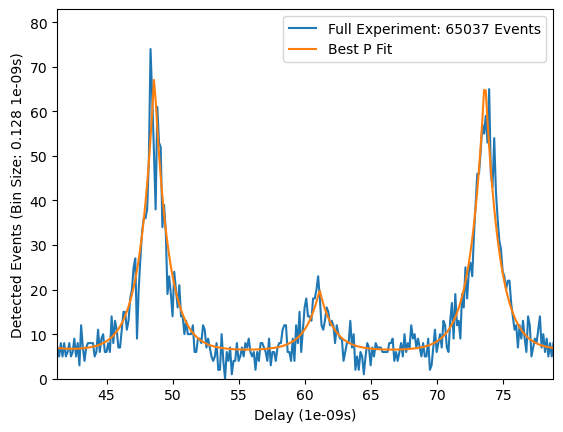 Full Experiment: 65037 Events
Best P Fit
Detected Events (Bin Size: 0.128 1e-09s)
80
70
60
50
40
30
20
10
0
45 50 55 60 65 70 75
Delay (1e-09s)